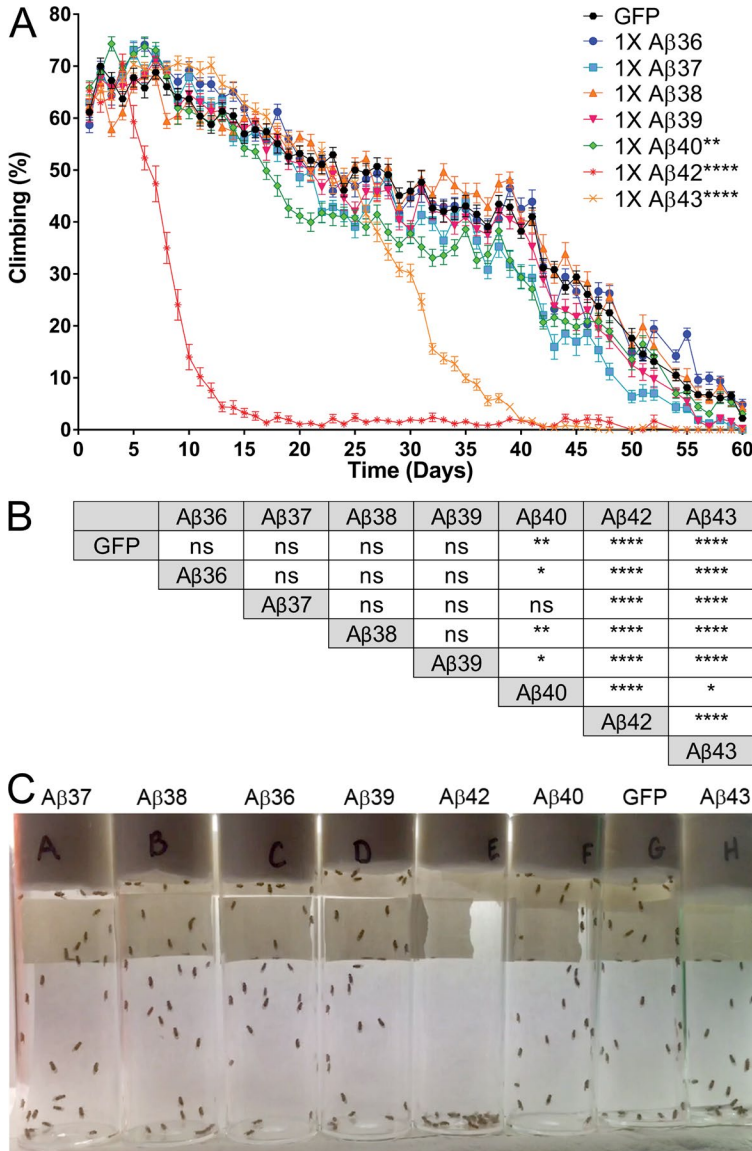 A
GFP
1X Aβ36
1X Aβ37
1X Aβ38
1X Aβ39
1X Aβ40**
1X Aβ42****
1X Aβ43****
Climbing (%)
80
70
60
50
40
30
20
10
0
0 5 10 15 20 25 30 35 40 45 50 55 60
Time (Days)
B
Aβ36 Aβ37 Aβ38 Aβ39 Aβ40 Aβ42 Aβ43
GFP ns ns ns ns ** **** ****
Aβ36 ns ns ns * **** ****
Aβ37 ns ns ns **** ****
Aβ38 ns ** **** ****
Aβ39 * **** ****
Aβ40 **** *
Aβ42 ****
Aβ43
C
Aβ37 Aβ38 Aβ36 Aβ39 Aβ42 Aβ40 GFP Aβ43
A B C D E F G H